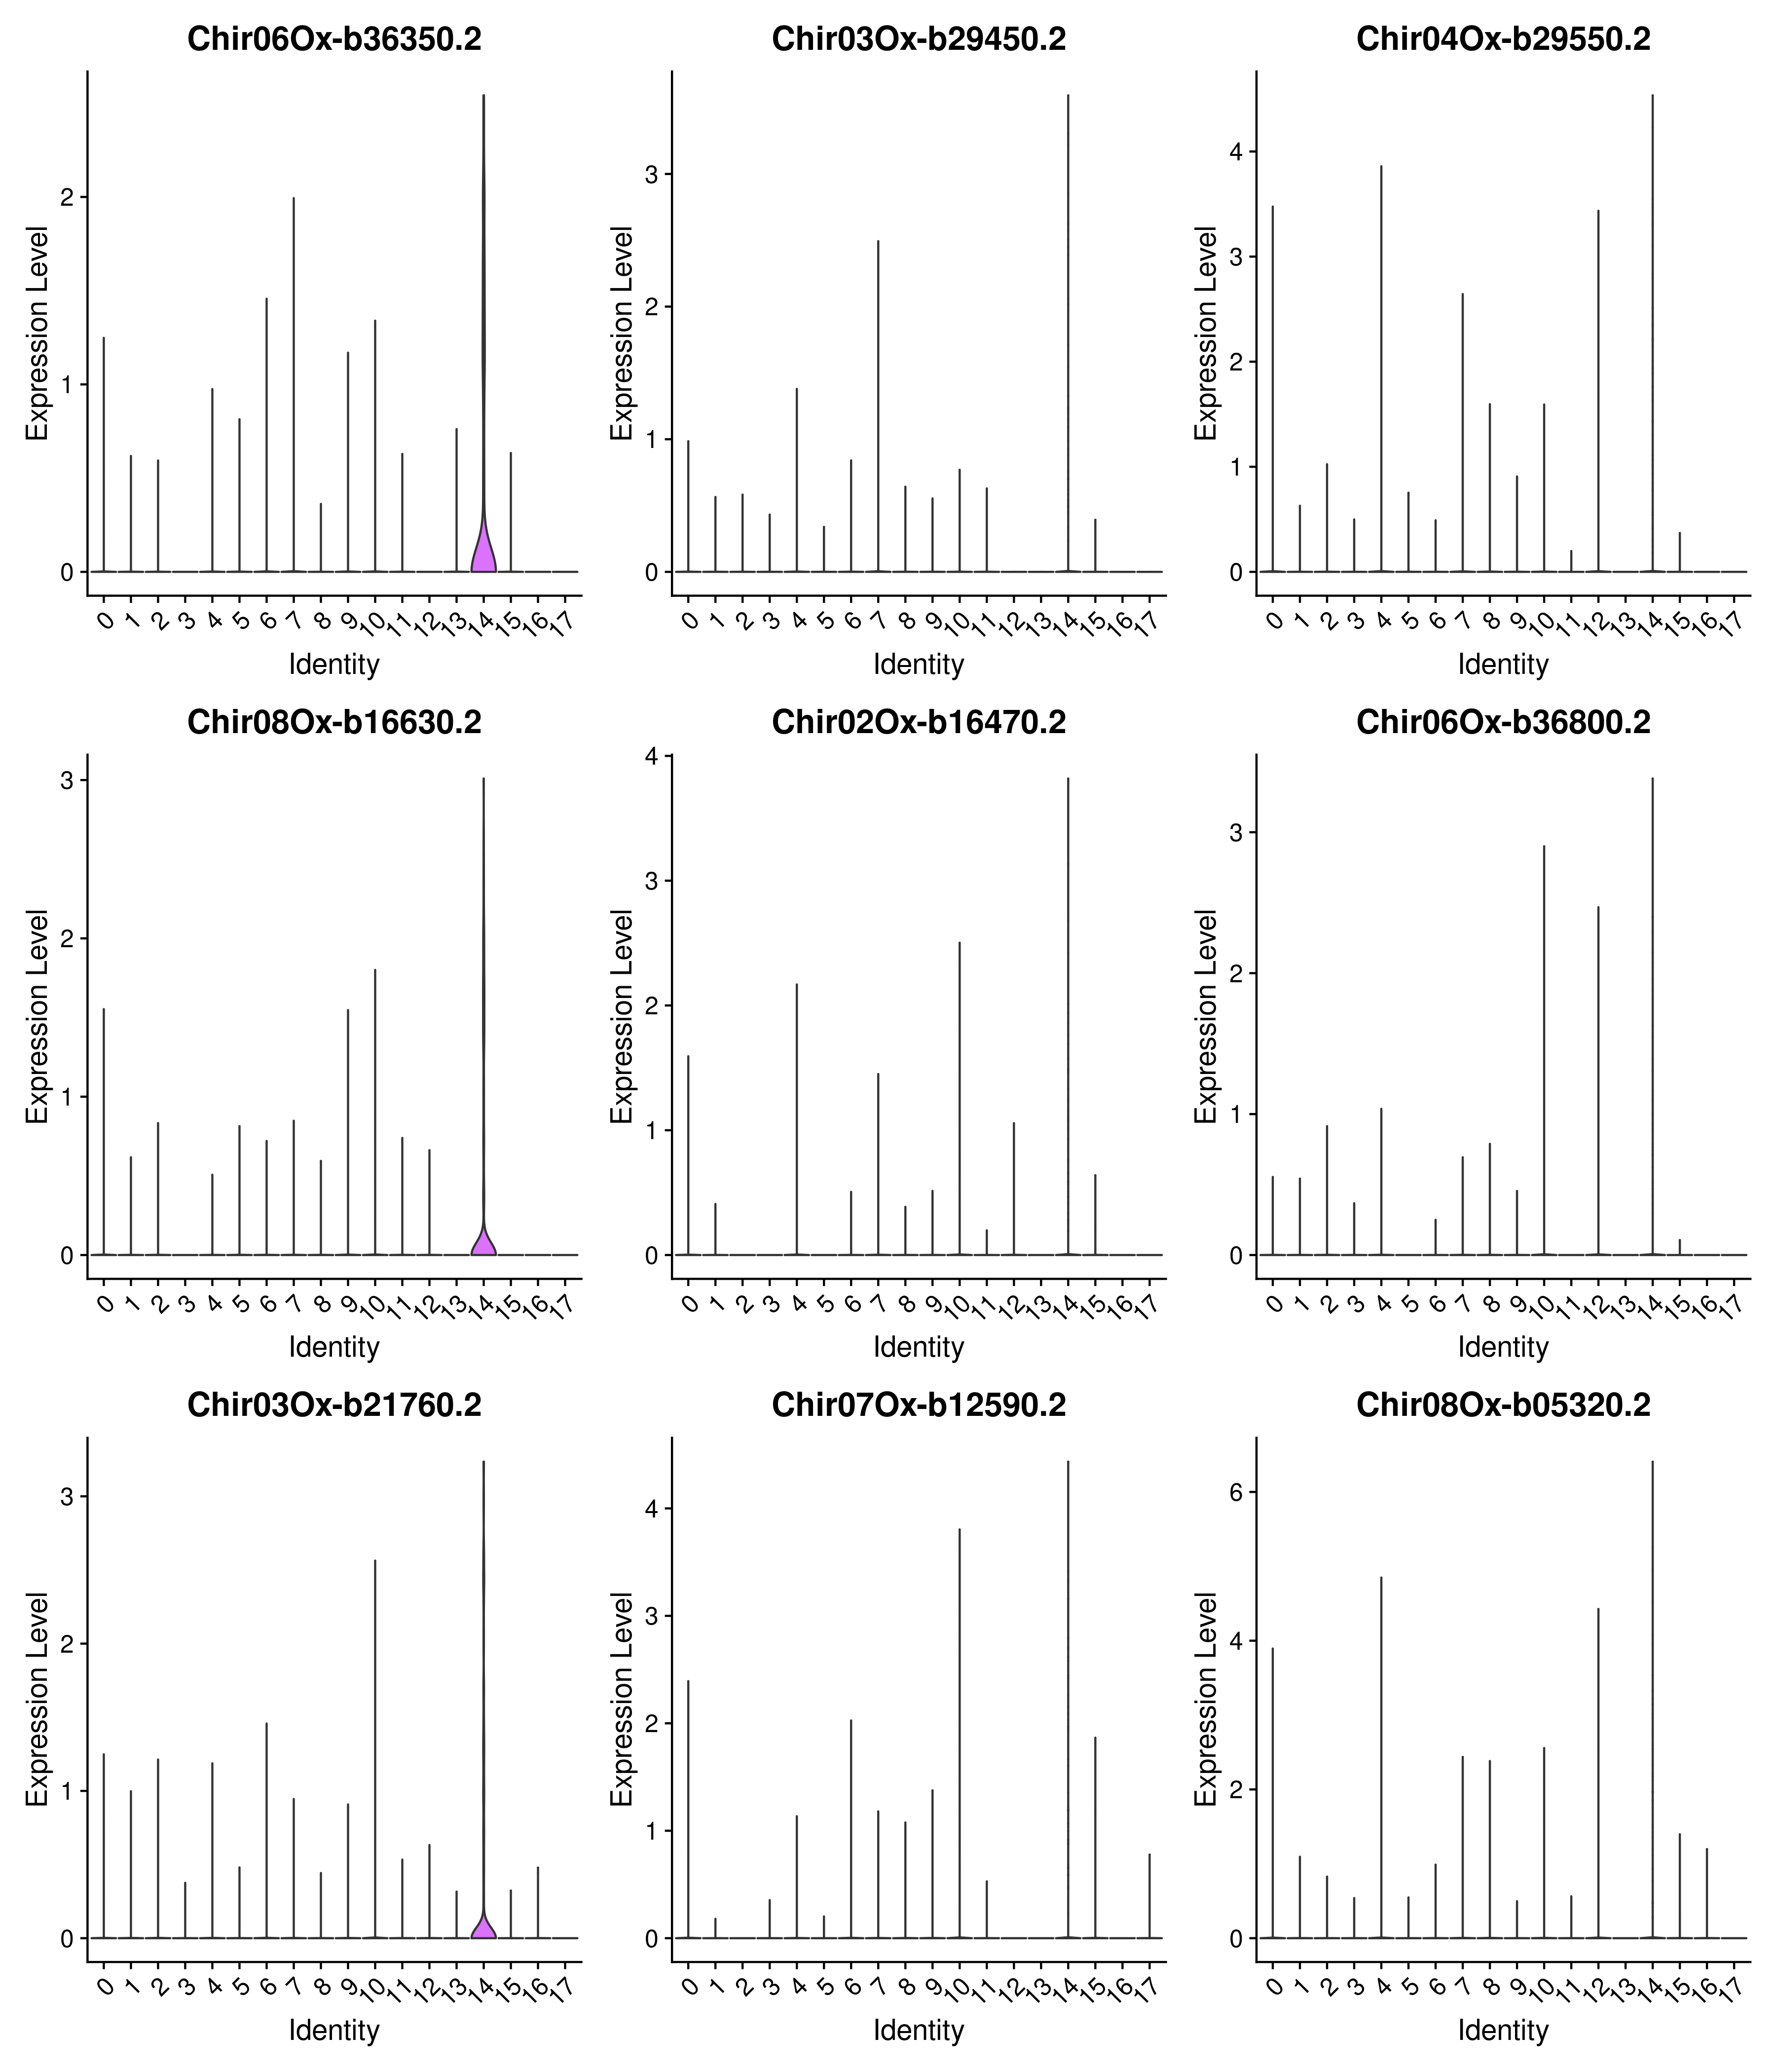 Chir06Ox-b36350.2
Expression Level
2
1
0
0 1 2 3 4 5 6 7 8 9 10 11 12 13 14 15 16 17
Identity
Chir03Ox-b29450.2
Expression Level
3
2
1
0
0 1 2 3 4 5 6 7 8 9 10 11 12 13 14 15 16 17
Identity
Chir04Ox-b29550.2
Expression Level
4
3
2
1
0
0 1 2 3 4 5 6 7 8 9 10 11 12 13 14 15 16 17
Identity
Chir08Ox-b16630.2
Expression Level
3
2
1
0
0 1 2 3 4 5 6 7 8 9 10 11 12 13 14 15 16 17
Identity
Chir02Ox-b16470.2
Expression Level
4
3
2
1
0
0 1 2 3 4 5 6 7 8 9 10 11 12 13 14 15 16 17
Identity
Chir06Ox-b36800.2
Expression Level
3
2
1
0
0 1 2 3 4 5 6 7 8 9 10 11 12 13 14 15 16 17
Identity
Chir03Ox-b21760.2
Expression Level
3
2
1
0
0 1 2 3 4 5 6 7 8 9 10 11 12 13 14 15 16 17
Identity
Chir07Ox-b12590.2
Expression Level
4
3
2
1
0
0 1 2 3 4 5 6 7 8 9 10 11 12 13 14 15 16 17
Identity
Chir08Ox-b05320.2
Expression Level
6
4
2
0
0 1 2 3 4 5 6 7 8 9 10 11 12 13 14 15 16 17
Identity